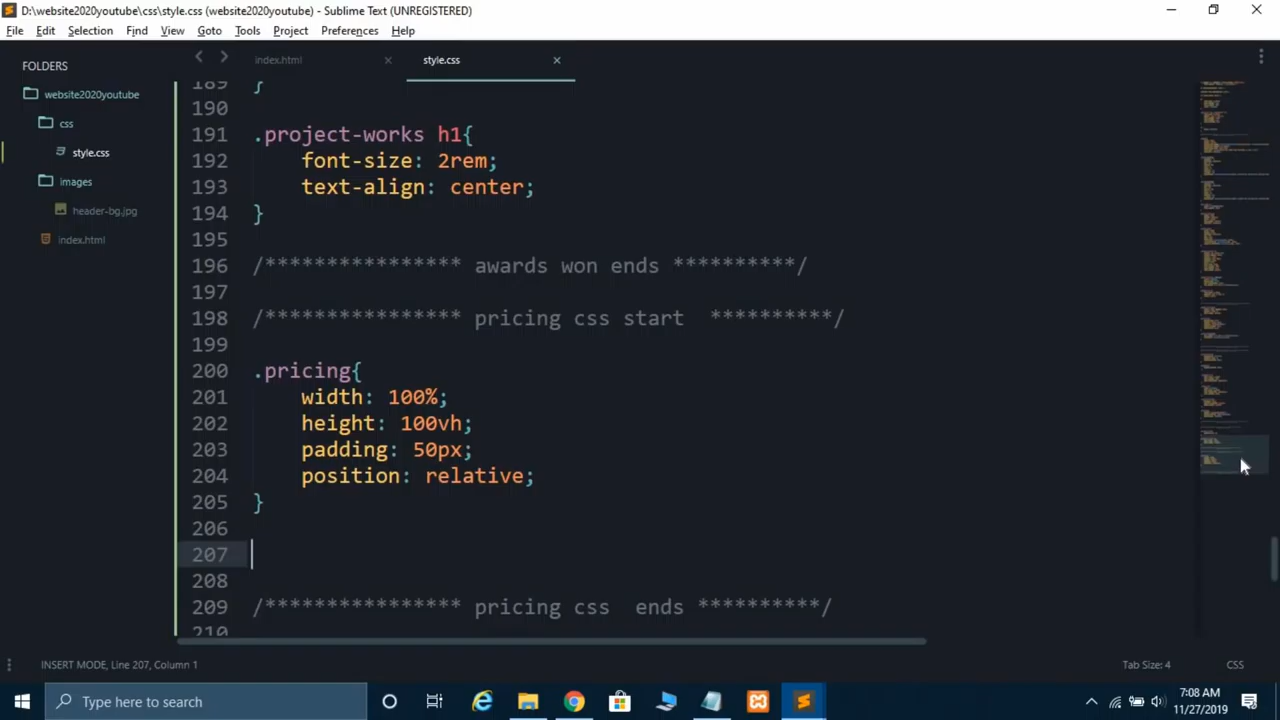 D:\website2020youtube\css\style.css (website2020youtube) - Sublime Text (UNREGISTERED)
File Edit Selection Find View Goto Tools Project Preferences Help
FOLDERS
website2020youtube
css
style.css
images
header-bg.jpg
index.html
index.html
style.css
189 }
190
191 .project-works h1{
192 font-size: 2rem;
193 text-align: center;
194 }
195
196 /**************** awards won ends **********/
197
198 /**************** pricing css start **********/
199
200 .pricing{
201 width: 100%;
202 height: 100vh;
203 padding: 50px;
204 position: relative;
205 }
206
207
208
209 /**************** pricing css ends **********/
210
INSERT MODE, Line 207, Column 1
Tab Size: 4
CSS
Type here to search
7:08 AM
11/27/2019